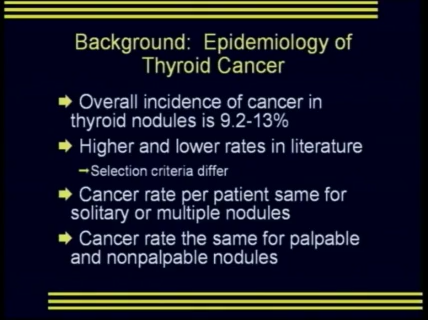 Background: Epidemiology of
Thyroid Cancer
Overall incidence of cancer in
thyroid nodules is 9.2-13%
Higher and lower rates in literature
Selection criteria differ
Cancer rate per patient same for
solitary or multiple nodules
Cancer rate the same for palpable
and nonpalpable nodules